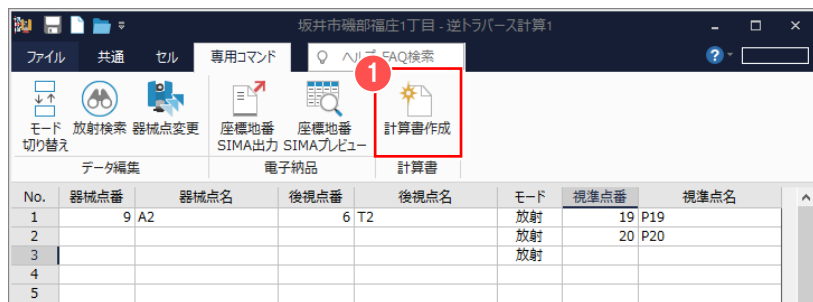 坂井市磯部福庄1丁目 - 逆トラバース計算1
ファイル 共通 セル 専用コマンド ヘルプ FAQ検索
1
モード切り替え 放射検索 器械点変更 座標地番SIMA出力 座標地番SIMAプレビュー 計算書作成
データ編集 電子納品 計算書
No. 器械点番 器械点名 後視点番 後視点名 モード 視準点番 視準点名
1 9 A2 6 T2 放射 19 P19
2 放射 20 P20
3 放射
4
5